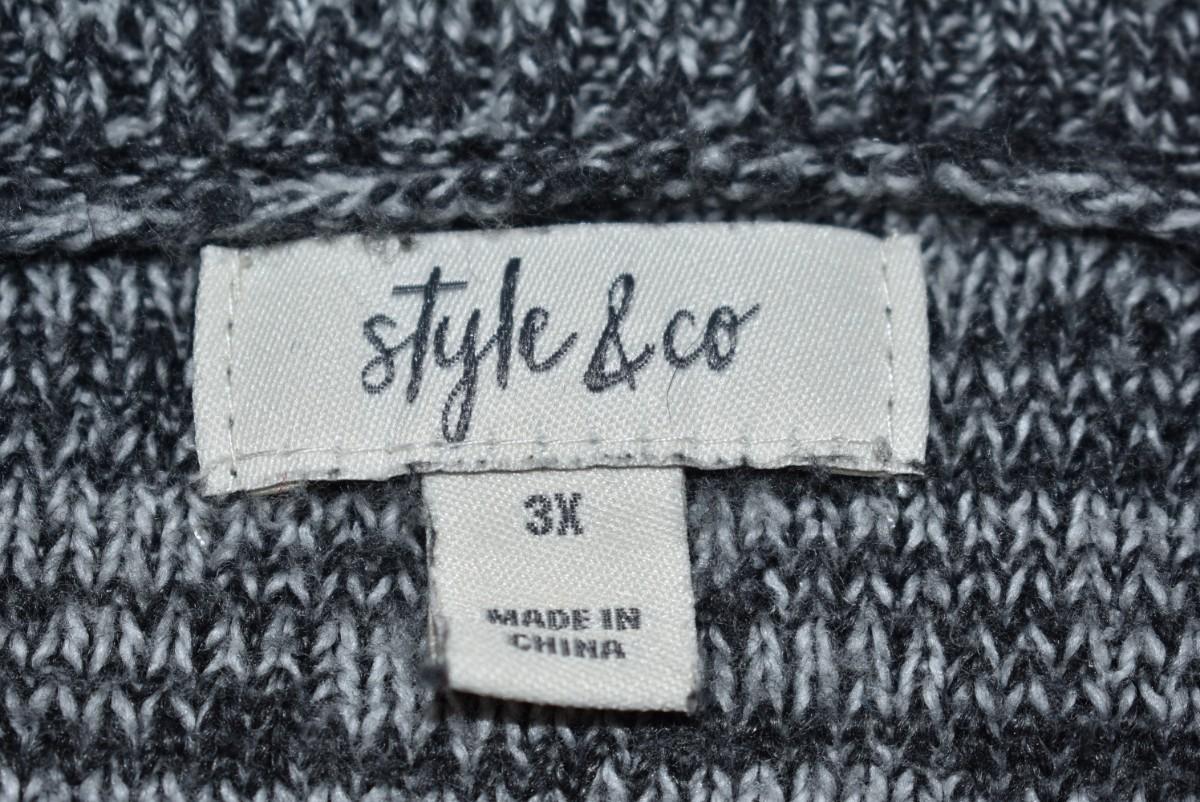 style & co
3X
MADE IN
CHINA